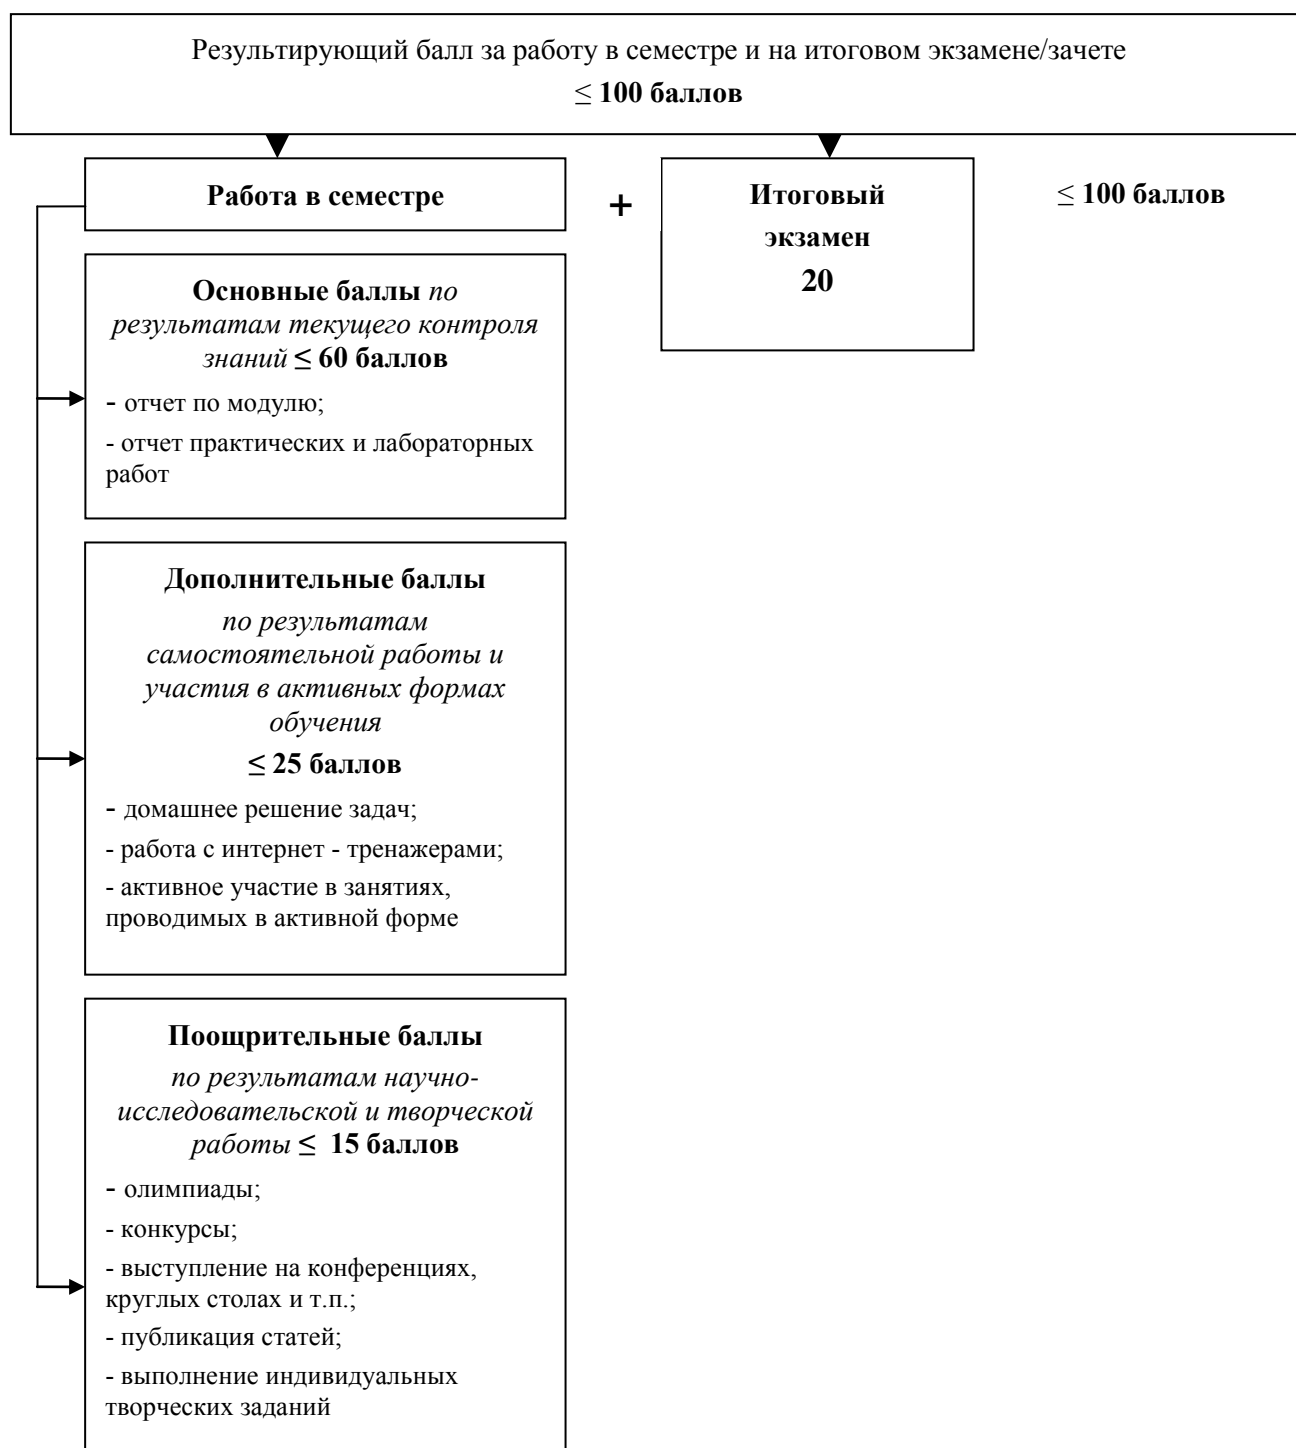 Результирующий балл за работу в семестре и на итоговом экзамене/зачете
≤ 100 баллов
Работа в семестре
+
Итоговый
экзамен
20
≤ 100 баллов
Основные баллы по
результатам текущего контроля
знаний ≤ 60 баллов
- отчет по модулю;
- отчет практических и лабораторных
работ
Дополнительные баллы
по результатам
самостоятельной работы и
участия в активных формах
обучения
≤ 25 баллов
- домашнее решение задач;
- работа с интернет - тренажерами;
- активное участие в занятиях,
проводимых в активной форме
Поощрительные баллы
по результатам научно-
исследовательской и творческой
работы ≤ 15 баллов
- олимпиады;
- конкурсы;
- выступление на конференциях,
круглых столах и т.п.;
- публикация статей;
- выполнение индивидуальных
творческих заданий